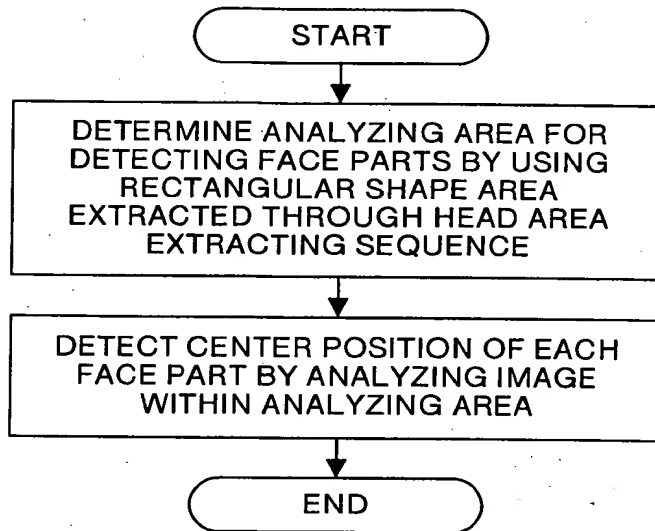 START
DETERMINE ANALYZING AREA FOR
DETECTING FACE PARTS BY USING
RECTANGULAR SHAPE AREA
EXTRACTED THROUGH HEAD AREA
EXTRACTING SEQUENCE
DETECT CENTER POSITION OF EACH
FACE PART BY ANALYZING IMAGE
WITHIN ANALYZING AREA
END